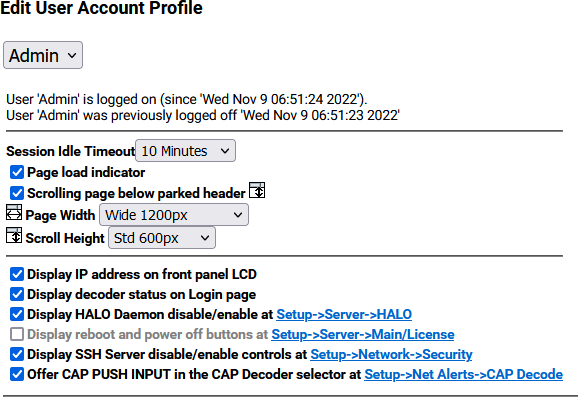 Edit User Account Profile
Admin
User 'Admin' is logged on (since 'Wed Nov 9 06:51:24 2022').
User 'Admin' was previously logged off 'Wed Nov 9 06:51:23 2022'
Session Idle Timeout 10 Minutes
Page load indicator
Scrolling page below parked header
Page Width Wide 1200px
Scroll Height Std 600px
Display IP address on front panel LCD
Display decoder status on Login page
Display HALO Daemon disable/enable at Setup->Server->HALO
Display reboot and power off buttons at Setup->Server->Main/License
Display SSH Server disable/enable controls at Setup->Network->Security
Offer CAP PUSH INPUT in the CAP Decoder selector at Setup->Net Alerts->CAP Decode